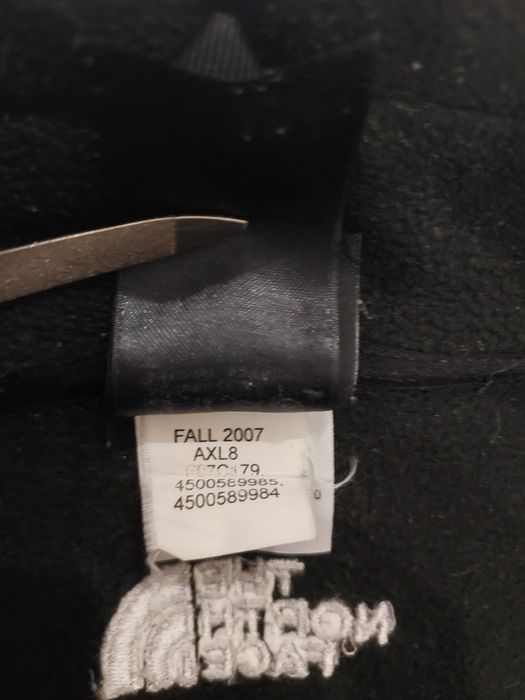 FALL 2007
AXL8
4500589985,
4500589984
THE
NORTH
FACE